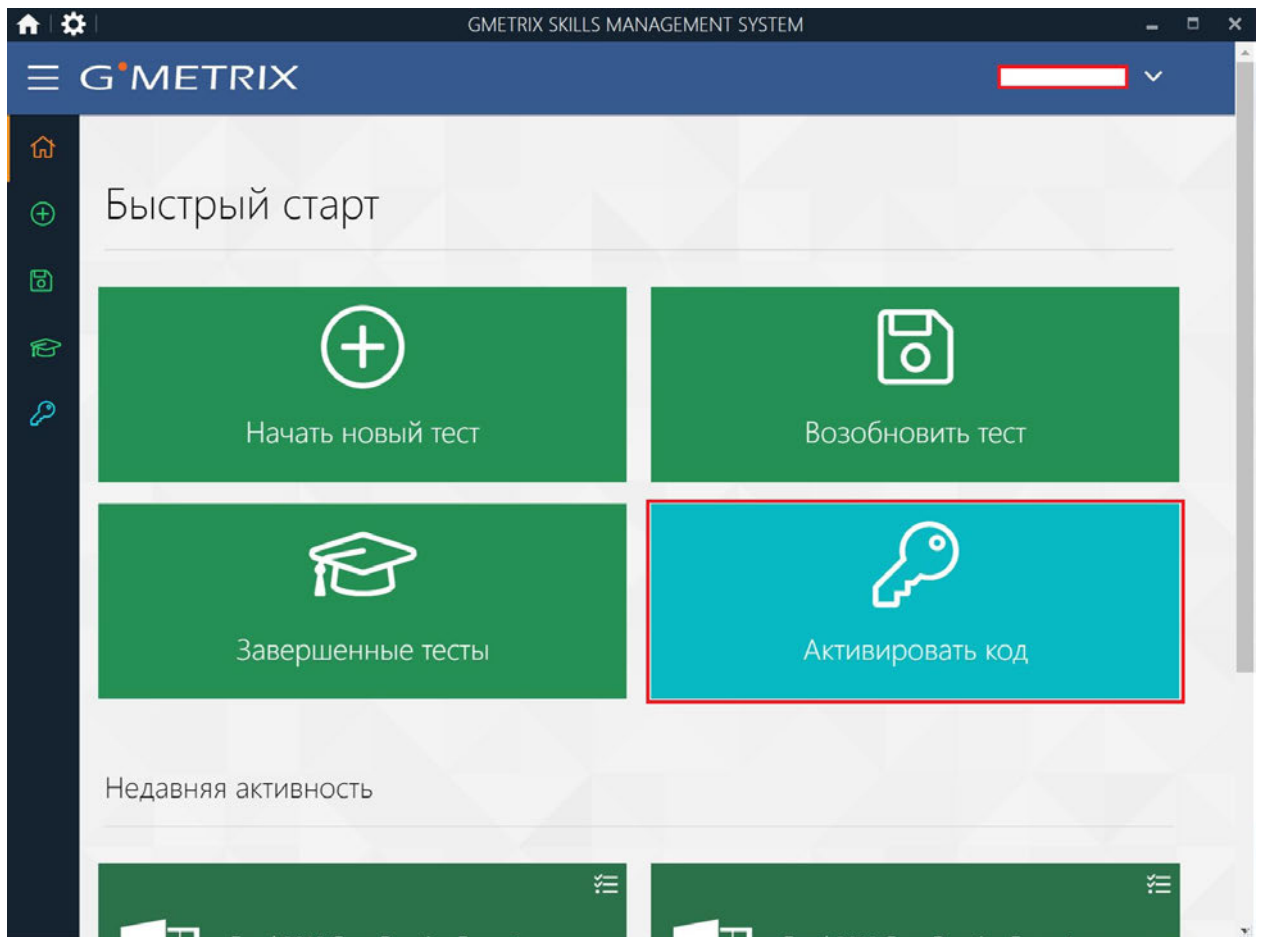 GMETRIX SKILLS MANAGEMENT SYSTEM
G METRIX
Быстрый старт
Начать новый тест
Возобновить тест
Завершенные тесты
Активировать код
Недавняя активность